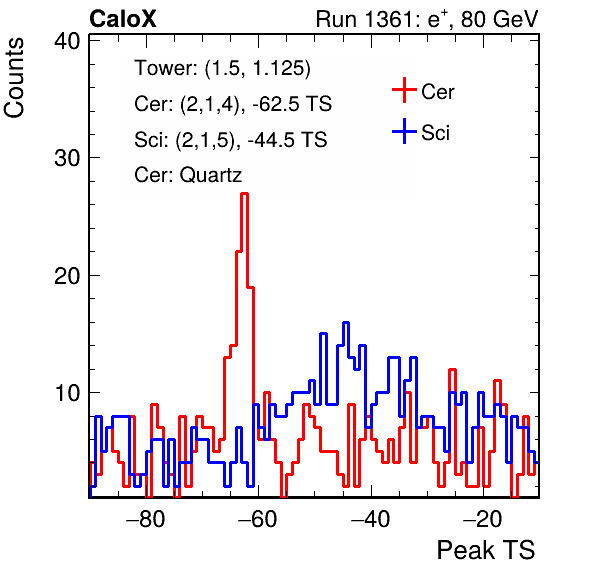 CaloX Run 1361: e⁺, 80 GeV
Counts
40
30
20
10
Tower: (1.5, 1.125)
Cer: (2,1,4), -62.5 TS
Sci: (2,1,5), -44.5 TS
Cer: Quartz
Cer
Sci
−80 −60 −40 −20
Peak TS